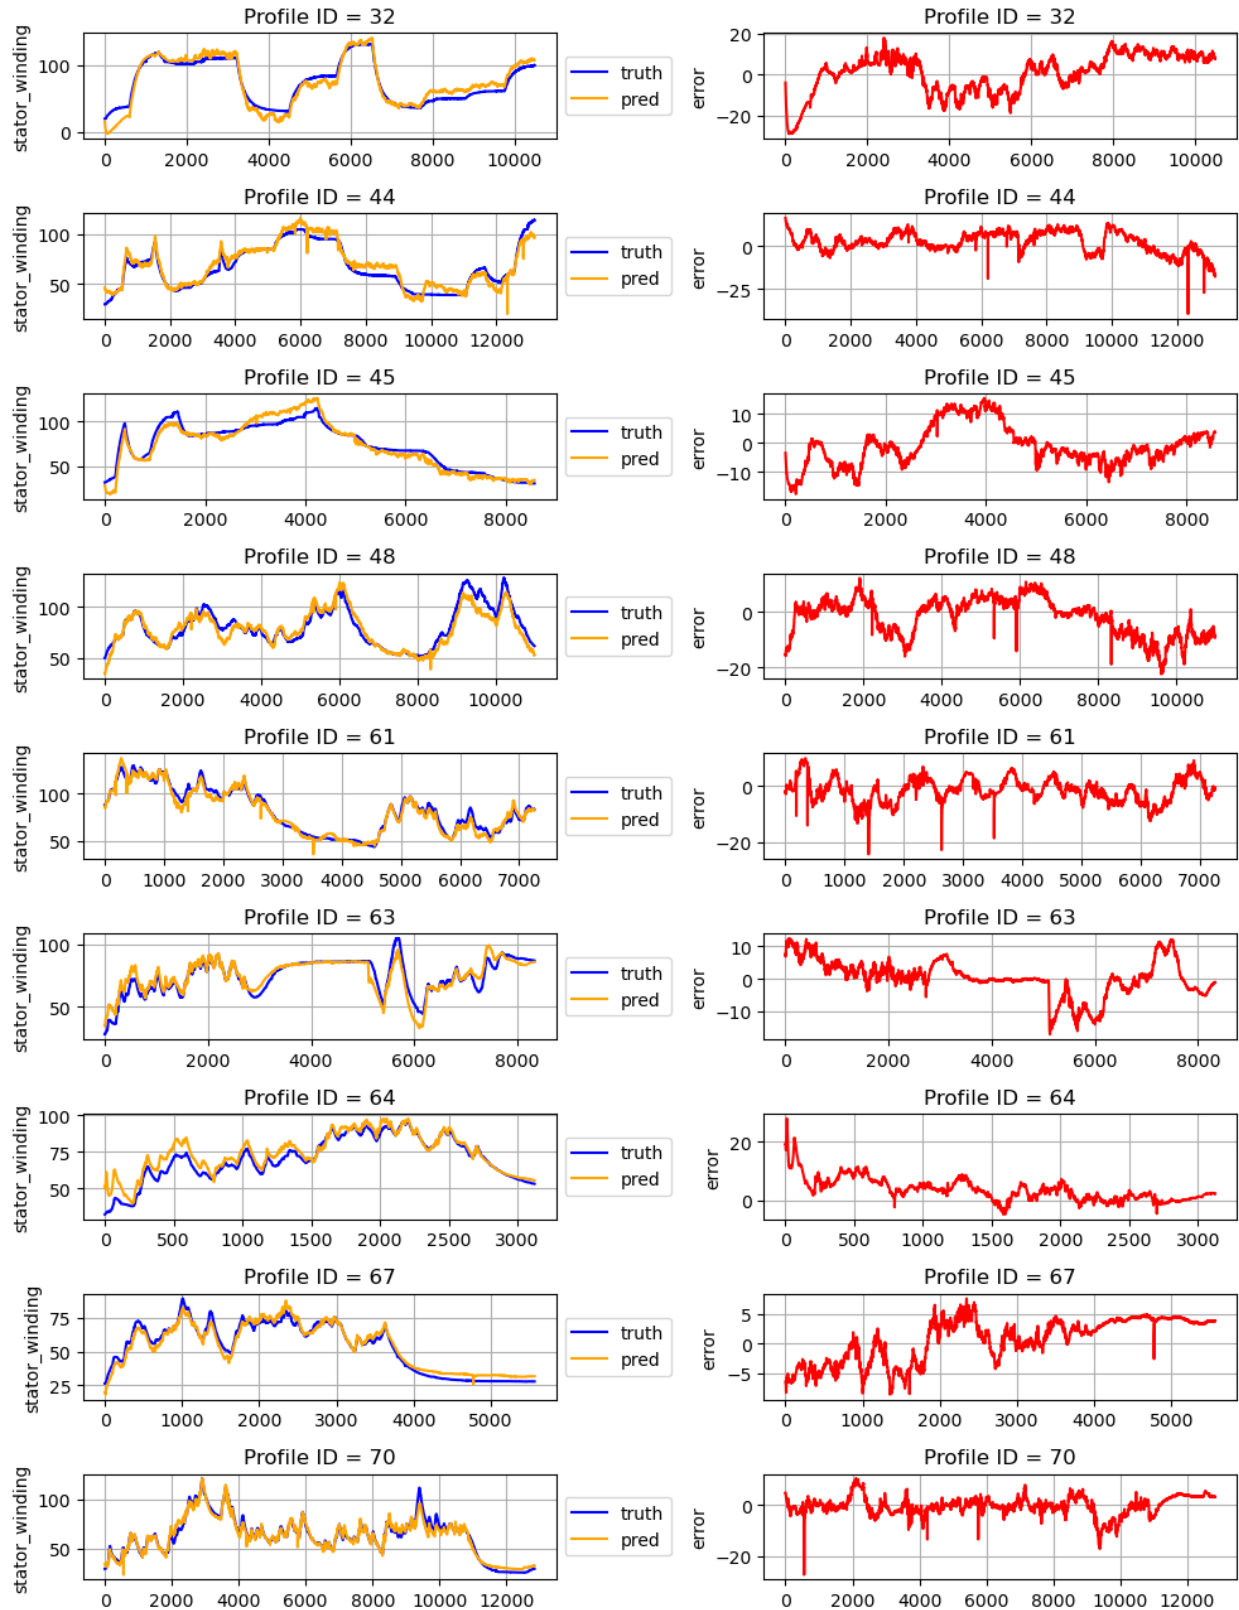 Profile ID = 32
stator_winding
100
0
0 2000 4000 6000 8000 10000
truth
pred
Profile ID = 32
error
20
0
−20
0 2000 4000 6000 8000 10000
Profile ID = 44
stator_winding
100
50
0 2000 4000 6000 8000 10000 12000
truth
pred
Profile ID = 44
error
0
−25
0 2000 4000 6000 8000 10000 12000
Profile ID = 45
stator_winding
100
50
0 2000 4000 6000 8000
truth
pred
Profile ID = 45
error
10
0
−10
0 2000 4000 6000 8000
Profile ID = 48
stator_winding
100
50
0 2000 4000 6000 8000 10000
truth
pred
Profile ID = 48
error
0
−20
0 2000 4000 6000 8000 10000
Profile ID = 61
stator_winding
100
50
0 1000 2000 3000 4000 5000 6000 7000
truth
pred
Profile ID = 61
error
0
−20
0 1000 2000 3000 4000 5000 6000 7000
Profile ID = 63
stator_winding
100
50
0 2000 4000 6000 8000
truth
pred
Profile ID = 63
error
10
0
−10
0 2000 4000 6000 8000
Profile ID = 64
stator_winding
100
75
50
0 500 1000 1500 2000 2500 3000
truth
pred
Profile ID = 64
error
20
0
0 500 1000 1500 2000 2500 3000
Profile ID = 67
stator_winding
75
50
25
0 1000 2000 3000 4000 5000
truth
pred
Profile ID = 67
error
5
0
−5
0 1000 2000 3000 4000 5000
Profile ID = 70
stator_winding
100
50
0 2000 4000 6000 8000 10000 12000
truth
pred
Profile ID = 70
error
0
−20
0 2000 4000 6000 8000 10000 12000